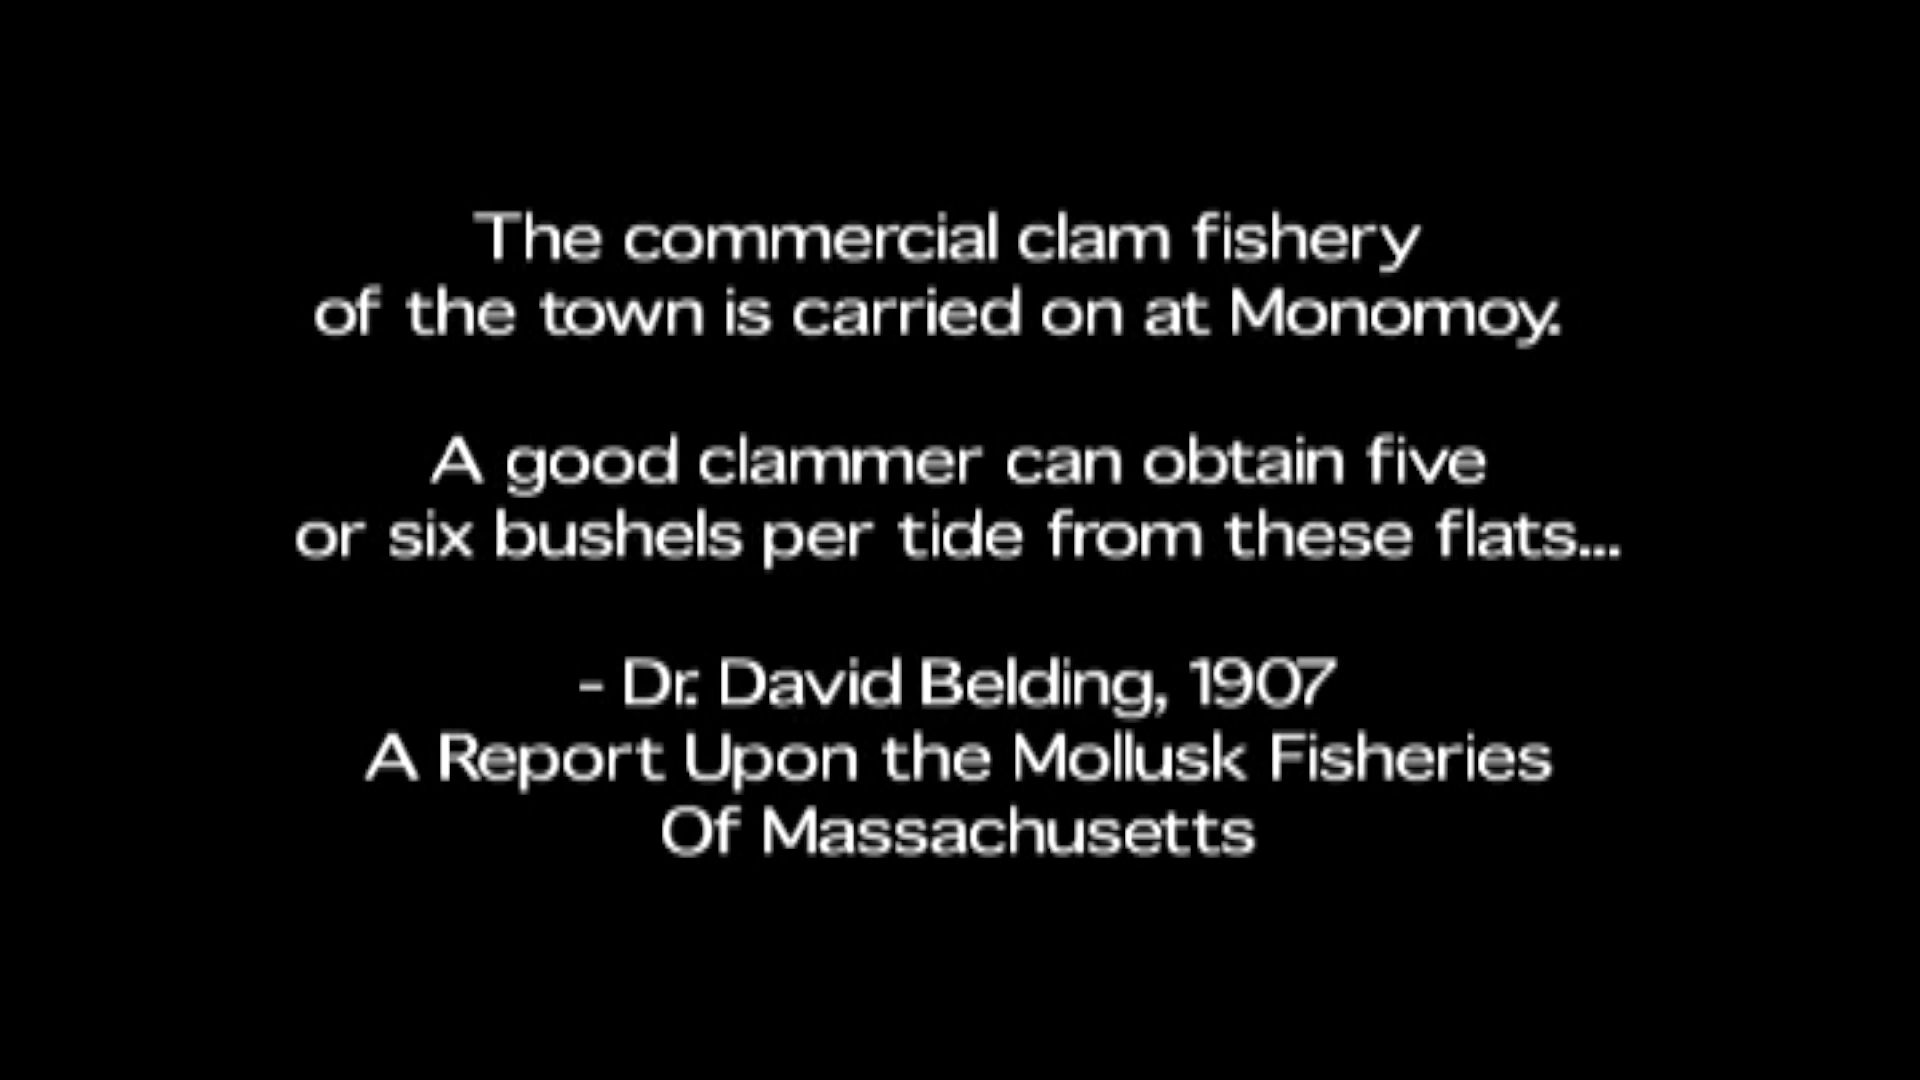 The commercial clam fishery
of the town is carried on at Monomoy.
A good clammer can obtain five
or six bushels per tide from these flats...
- Dr. David Belding, 1907
A Report Upon the Mollusk Fisheries
Of Massachusetts